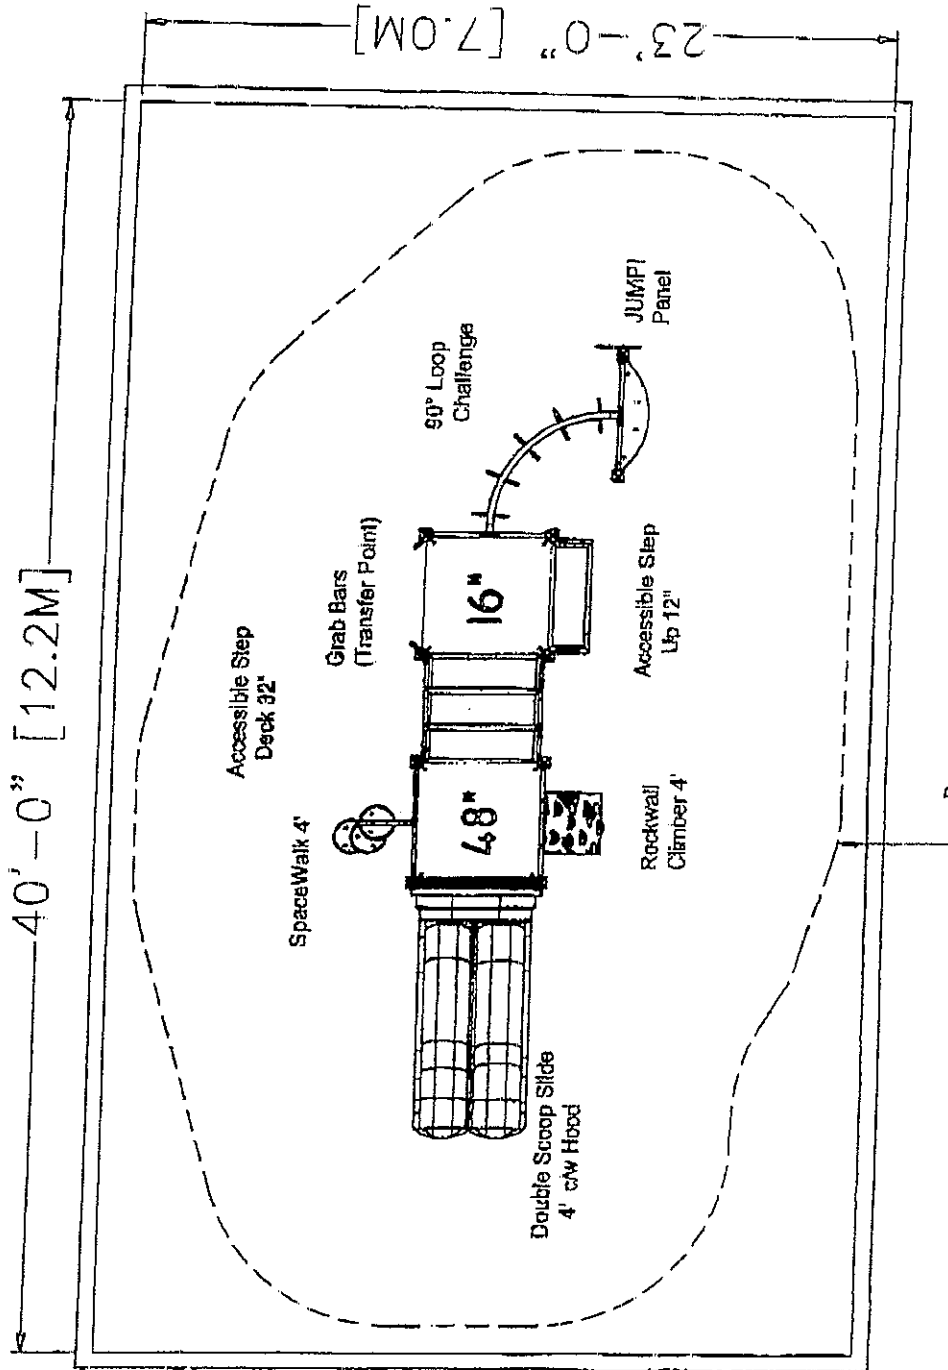 23'-0" [7.0M]
40'-0" [12.2M]
JUMP!
Panel
90° Loop
Challenge
Grab Bars
(Transfer Point)
Accessible Step
Deck 32"
Accessible Step
Up 12"
16"
48"
SpaceWalk 4'
Rockwall
Climber 4'
Double Scoop Slide
4' c/w Hood